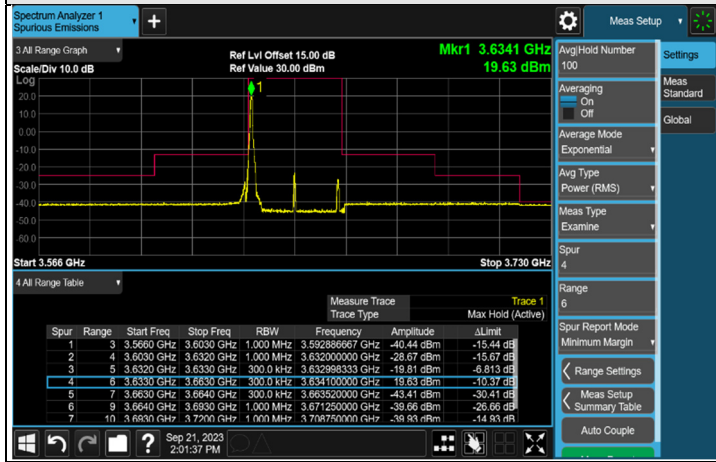 Spectrum Analyzer 1
Spurious Emissions
+
Meas Setup
3 All Range Graph
Scale/Div 10.0 dB
Ref Lvl Offset 15.00 dB
Ref Value 30.00 dBm
Mkr1 3.6341 GHz
19.63 dBm
Log
20.0
10.0
0.00
-10.0
-20.0
-30.0
-40.0
-50.0
-60.0
1
Start 3.566 GHz
Stop 3.730 GHz
4 All Range Table
Measure Trace Trace 1
Trace Type Max Hold (Active)
Spur Range Start Freq Stop Freq RBW Frequency Amplitude ΔLimit
1 3 3.5660 GHz 3.6030 GHz 1.000 MHz 3.592886667 GHz -40.44 dBm -15.44 dB
2 4 3.6030 GHz 3.6320 GHz 1.000 MHz 3.632000000 GHz -28.67 dBm -15.67 dB
3 5 3.6320 GHz 3.6330 GHz 300.0 kHz 3.632998333 GHz -19.81 dBm -6.813 dB
4 6 3.6330 GHz 3.6630 GHz 300.0 kHz 3.634100000 GHz 19.63 dBm -10.37 dB
5 7 3.6630 GHz 3.6640 GHz 300.0 kHz 3.663520000 GHz -43.41 dBm -30.41 dB
6 9 3.6640 GHz 3.6930 GHz 1.000 MHz 3.671250000 GHz -39.66 dBm -26.66 dB
7 10 3.6930 GHz 3.7200 GHz 1.000 MHz 3.708750000 GHz -39.93 dBm -14.93 dB
?
Sep 21, 2023
2:01:37 PM
Avg|Hold Number
100
Averaging
On
Off
Average Mode
Exponential
Avg Type
Power (RMS)
Meas Type
Examine
Spur
4
Range
6
Spur Report Mode
Minimum Margin
Range Settings
Meas Setup
Summary Table
Auto Couple
Settings
Meas
Standard
Global